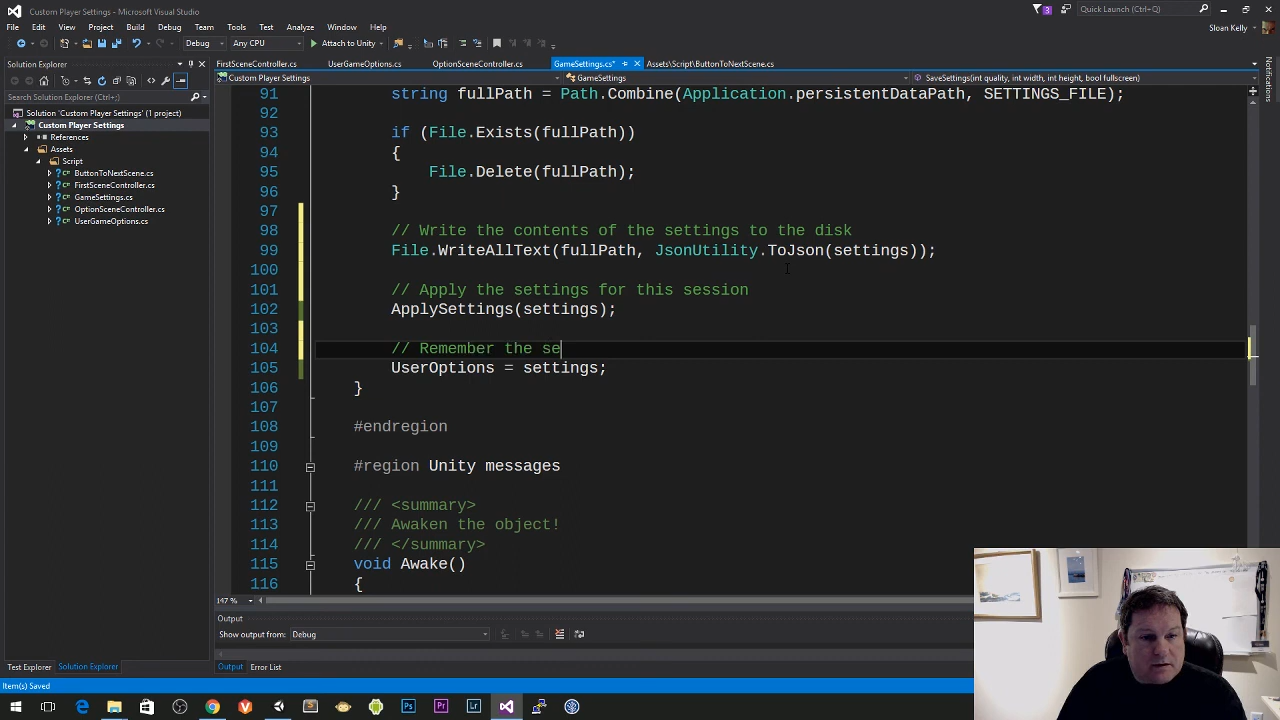 Custom Player Settings - Microsoft Visual Studio
3
Quick Launch (Ctrl+Q)
File Edit View Project Build Debug Team Tools Test Analyze Window Help
Sloan Kelly
Debug Any CPU Attach to Unity
Solution Explorer
FirstSceneController.cs UserGameOptions.cs OptionSceneController.cs GameSettings.cs* Assets\Script\ButtonToNextScene.cs
Custom Player Settings GameSettings SaveSettings(int quality, int width, int height, bool fullscreen)
Notifications
Search Solution Explorer (Ctrl+;)
Solution 'Custom Player Settings' (1 project)
Custom Player Settings
References
Assets
Script
ButtonToNextScene.cs
FirstSceneController.cs
GameSettings.cs
OptionSceneController.cs
UserGameOptions.cs
91 string fullPath = Path.Combine(Application.persistentDataPath, SETTINGS_FILE);
92
93 if (File.Exists(fullPath))
94 {
95 File.Delete(fullPath);
96 }
97
98 // Write the contents of the settings to the disk
99 File.WriteAllText(fullPath, JsonUtility.ToJson(settings));
100
101 // Apply the settings for this session
102 ApplySettings(settings);
103
104 // Remember the se
105 UserOptions = settings;
106 }
107
108 #endregion
109
110 #region Unity messages
111
112 /// <summary>
113 /// Awaken the object!
114 /// </summary>
115 void Awake()
116 {
147 %
Output
Show output from: Debug
Test Explorer Solution Explorer Output Error List
Item(s) Saved
Ps Pr Lr